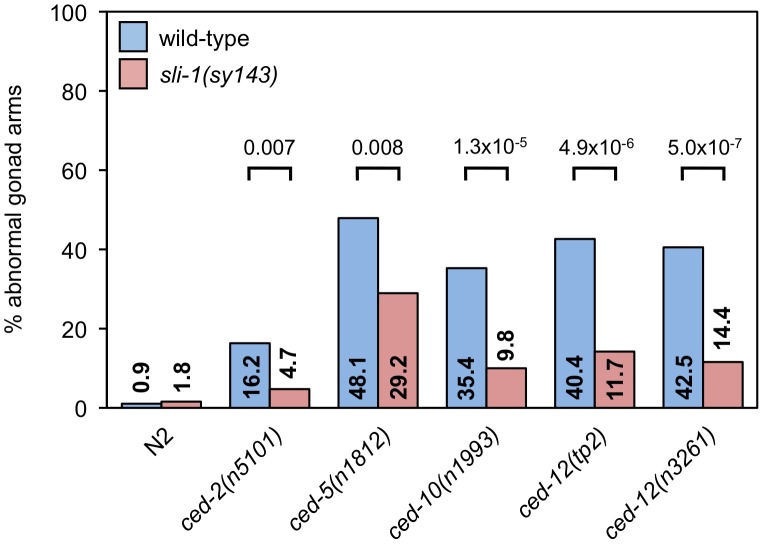 % abnormal gonad arms
100
80
60
40
20
0
wild-type
sli-1(sy143)
0.007
0.008
1.3x10-5
4.9x10-6
5.0x10-7
0.9
1.8
16.2
4.7
48.1
29.2
35.4
9.8
40.4
11.7
42.5
14.4
N2
ced-2(n5101)
ced-5(n1812)
ced-10(n1993)
ced-12(tp2)
ced-12(n3261)